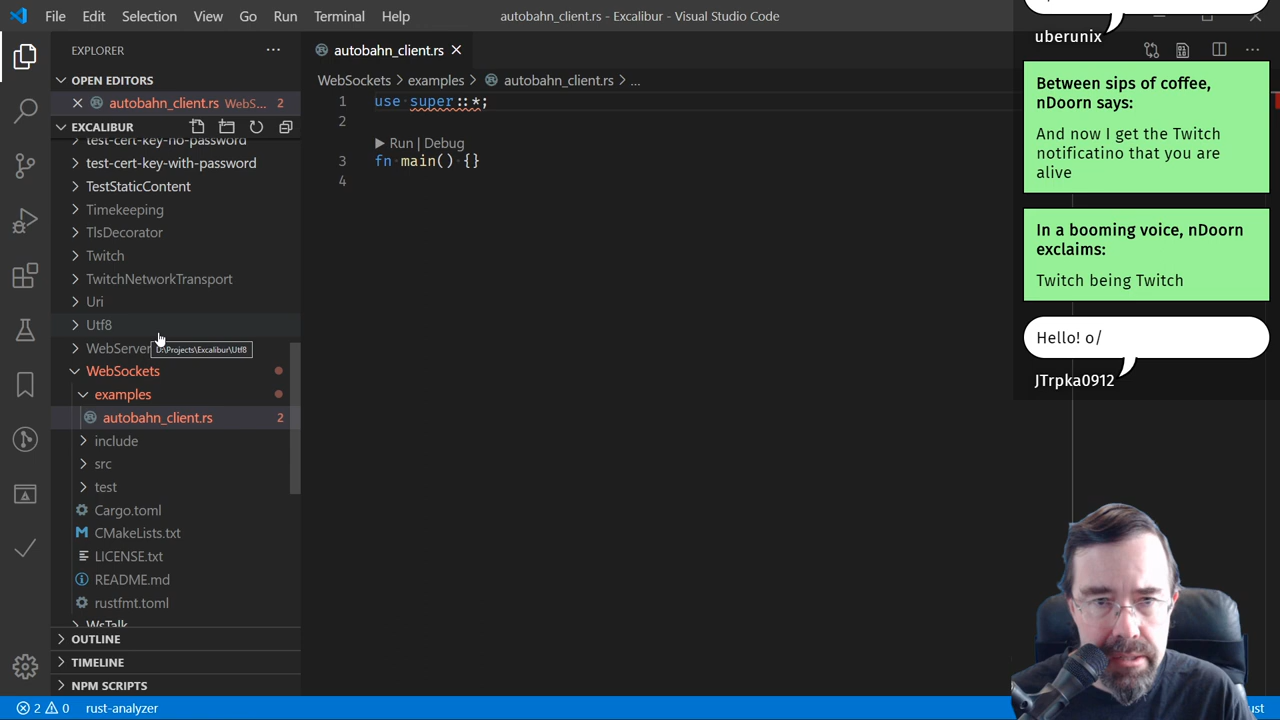 File Edit Selection View Go Run Terminal Help
autobahn_client.rs - Excalibur - Visual Studio Code
EXPLORER
OPEN EDITORS
autobahn_client.rs WebS... 2
EXCALIBUR
test-cert-key-no-password
test-cert-key-with-password
TestStaticContent
Timekeeping
TlsDecorator
Twitch
TwitchNetworkTransport
Uri
Utf8
WebServer
D:\Projects\Excalibur\Utf8
WebSockets
examples
autobahn_client.rs 2
include
src
test
Cargo.toml
CMakeLists.txt
LICENSE.txt
README.md
rustfmt.toml
WsTalk
OUTLINE
TIMELINE
NPM SCRIPTS
2 0 rust-analyzer
autobahn_client.rs
WebSockets > examples > autobahn_client.rs > ...
1 use super::*;
2
Run | Debug
3 fn main() {}
4
uberunix
Between sips of coffee,
nDoorn says:
And now I get the Twitch
notificatino that you are
alive
In a booming voice, nDoorn
exclaims:
Twitch being Twitch
Hello! o/
JTrpka0912